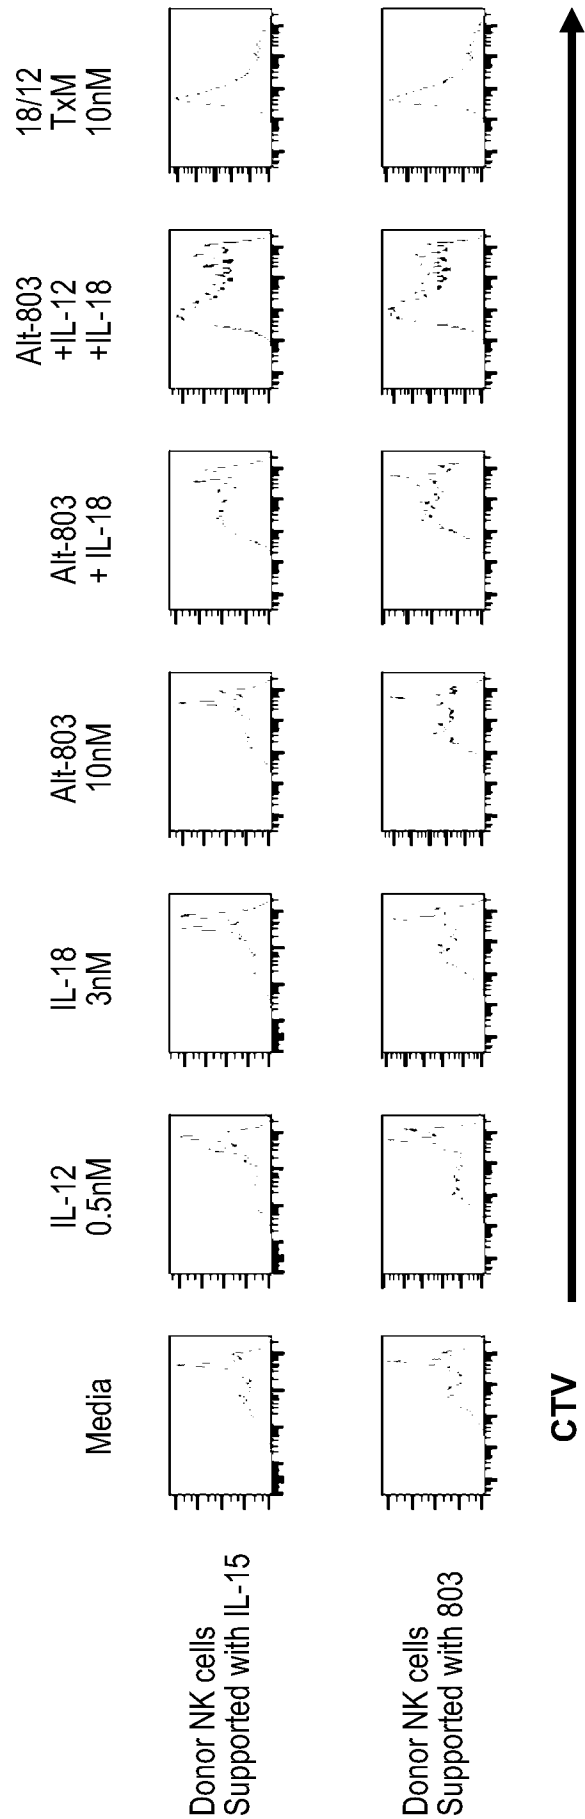 Media
IL-12
0.5nM
IL-18
3nM
Alt-803
10nM
Alt-803
+ IL-18
Alt-803
+IL-12
+IL-18
18/12
TxM
10nM
Donor NK cells
Supported with IL-15
Donor NK cells
Supported with 803
CTV